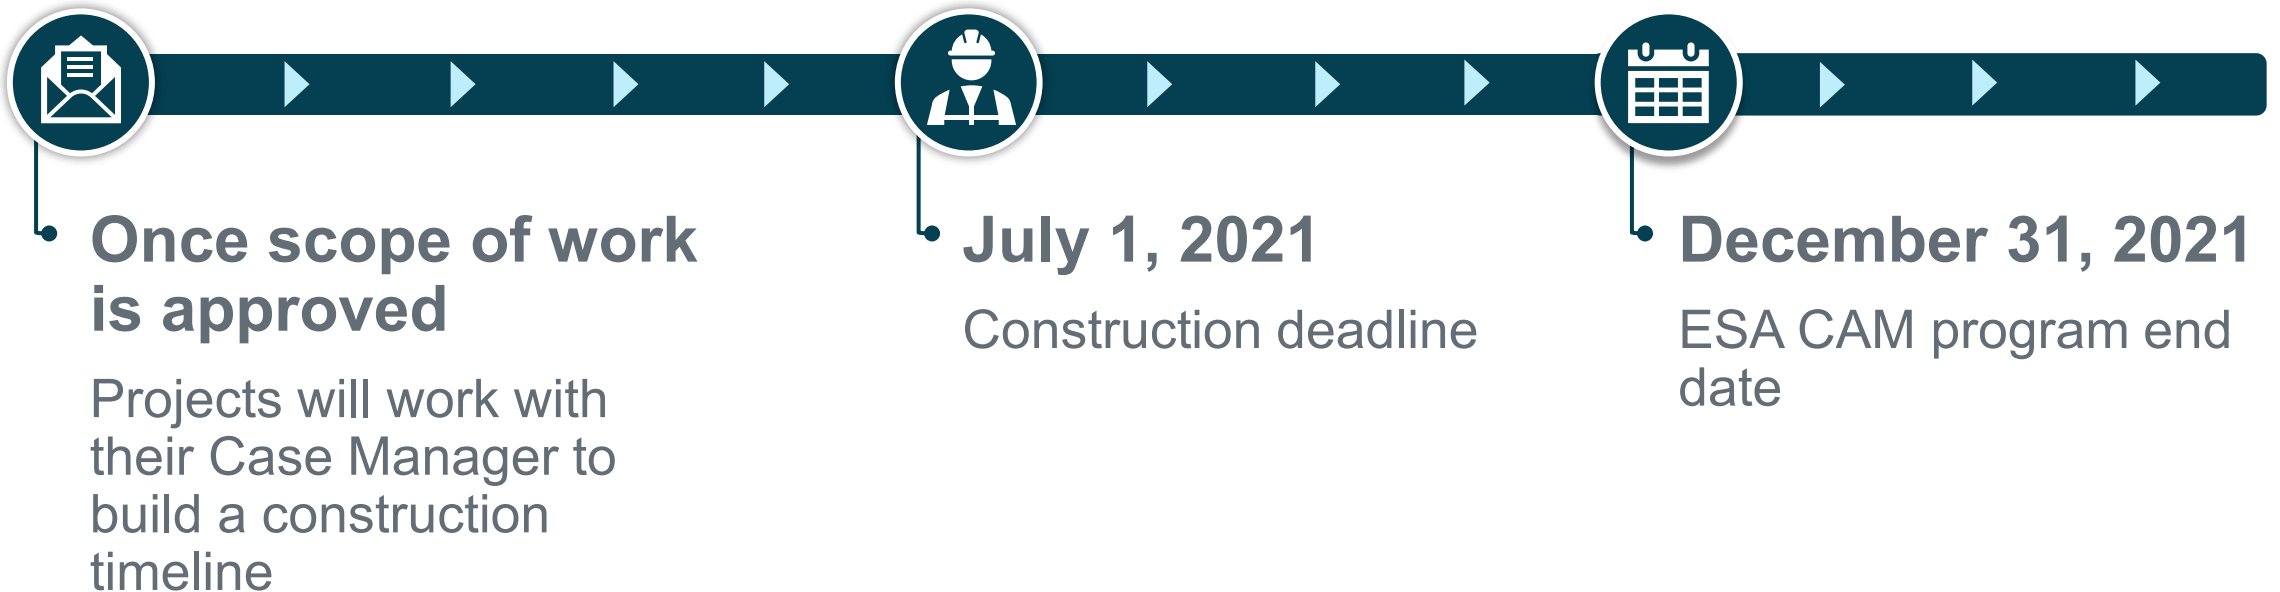 Once scope of work
is approved
Projects will work with
their Case Manager to
build a construction
timeline
July 1, 2021
Construction deadline
December 31, 2021
ESA CAM program end
date